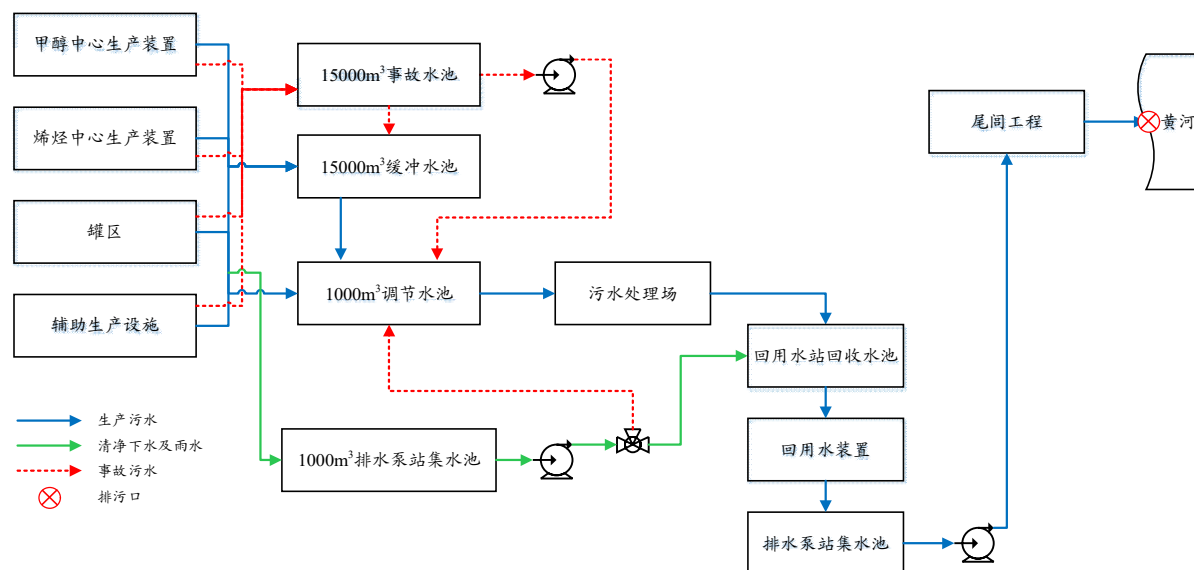 甲醇中心生产装置
烯烃中心生产装置
罐区
辅助生产设施
15000m³事故水池
15000m³缓冲水池
1000m³调节水池
污水处理场
1000m³排水泵站集水池
回用水站回收水池
回用水装置
排水泵站集水池
尾闾工程
黄河
生产污水
清净下水及雨水
事故污水
排污口